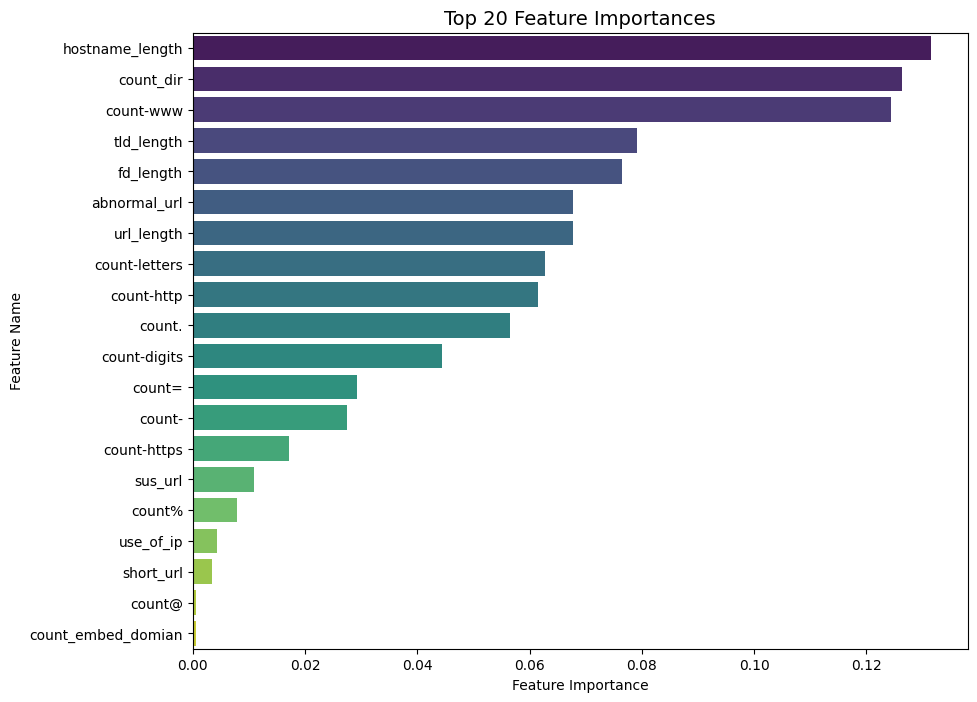 Top 20 Feature Importances
hostname_length
count_dir
count-www
tld_length
fd_length
abnormal_url
url_length
count-letters
count-http
count.
count-digits
count=
count-
count-https
sus_url
count%
use_of_ip
short_url
count@
count_embed_domian
Feature Name
0.00 0.02 0.04 0.06 0.08 0.10 0.12
Feature Importance